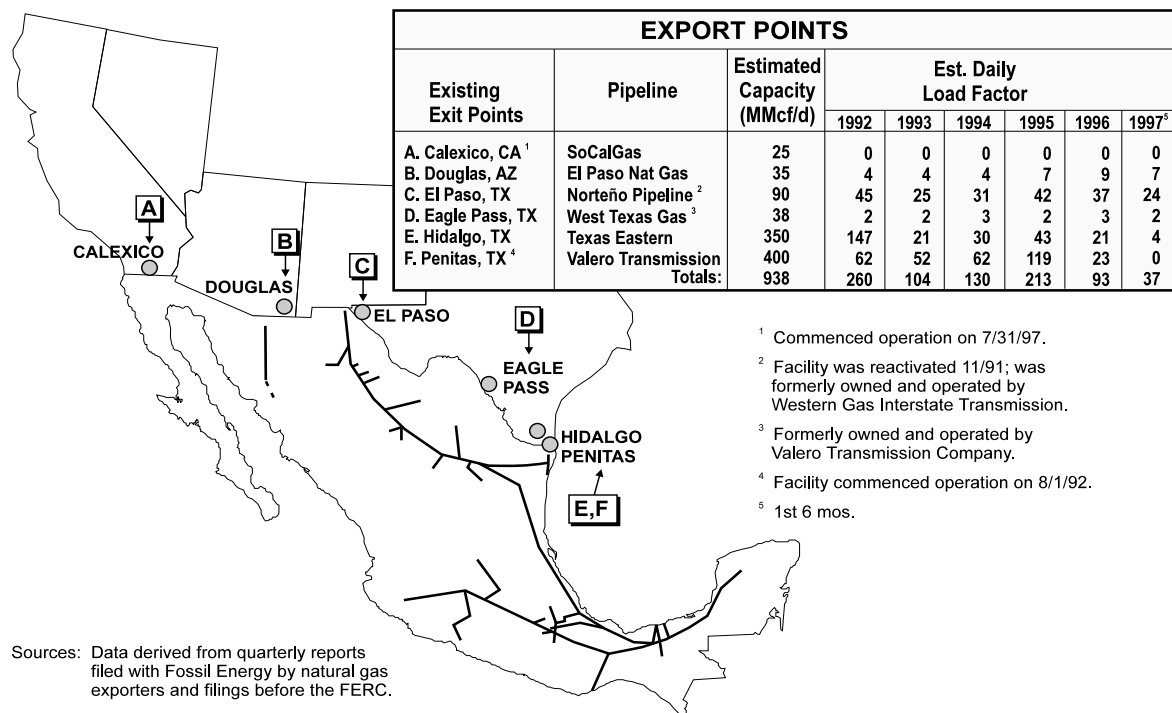 EXPORT POINTS
Existing Exit Points Pipeline Estimated Capacity (MMcf/d) Est. Daily Load Factor
1992 1993 1994 1995 1996 1997⁵
A. Calexico, CA ¹ SoCalGas 25 0 0 0 0 0 0
B. Douglas, AZ El Paso Nat Gas 35 4 4 4 7 9 7
C. El Paso, TX Norteño Pipeline ² 90 45 25 31 42 37 24
D. Eagle Pass, TX West Texas Gas ³ 38 2 2 3 2 3 2
E. Hidalgo, TX Texas Eastern 350 147 21 30 43 21 4
F. Penitas, TX ⁴ Valero Transmission 400 62 52 62 119 23 0
Totals: 938 260 104 130 213 93 37
A
CALEXICO
B
DOUGLAS
C
EL PASO
D
EAGLE
PASS
HIDALGO
PENITAS
E,F
¹ Commenced operation on 7/31/97.
² Facility was reactivated 11/91; was
formerly owned and operated by
Western Gas Interstate Transmission.
³ Formerly owned and operated by
Valero Transmission Company.
⁴ Facility commenced operation on 8/1/92.
⁵ 1st 6 mos.
Sources: Data derived from quarterly reports
filed with Fossil Energy by natural gas
exporters and filings before the FERC.